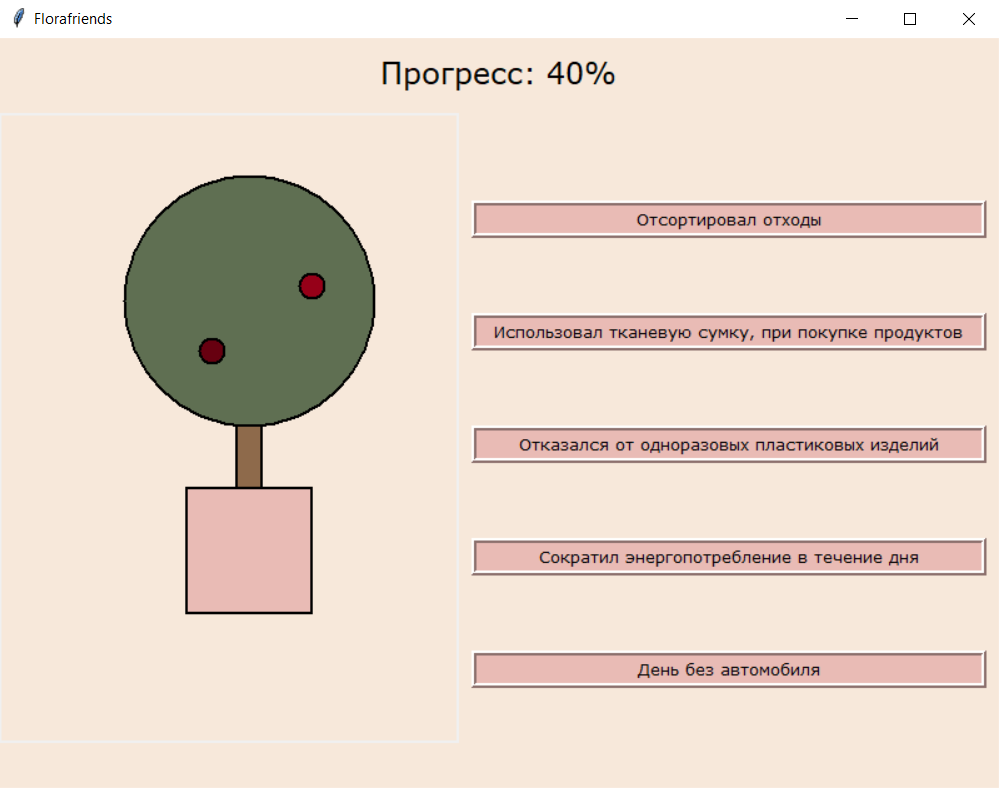 Florafriends
Прогресс: 40%
Отсортировал отходы
Использовал тканевую сумку, при покупке продуктов
Отказался от одноразовых пластиковых изделий
Сократил энергопотребление в течение дня
День без автомобиля